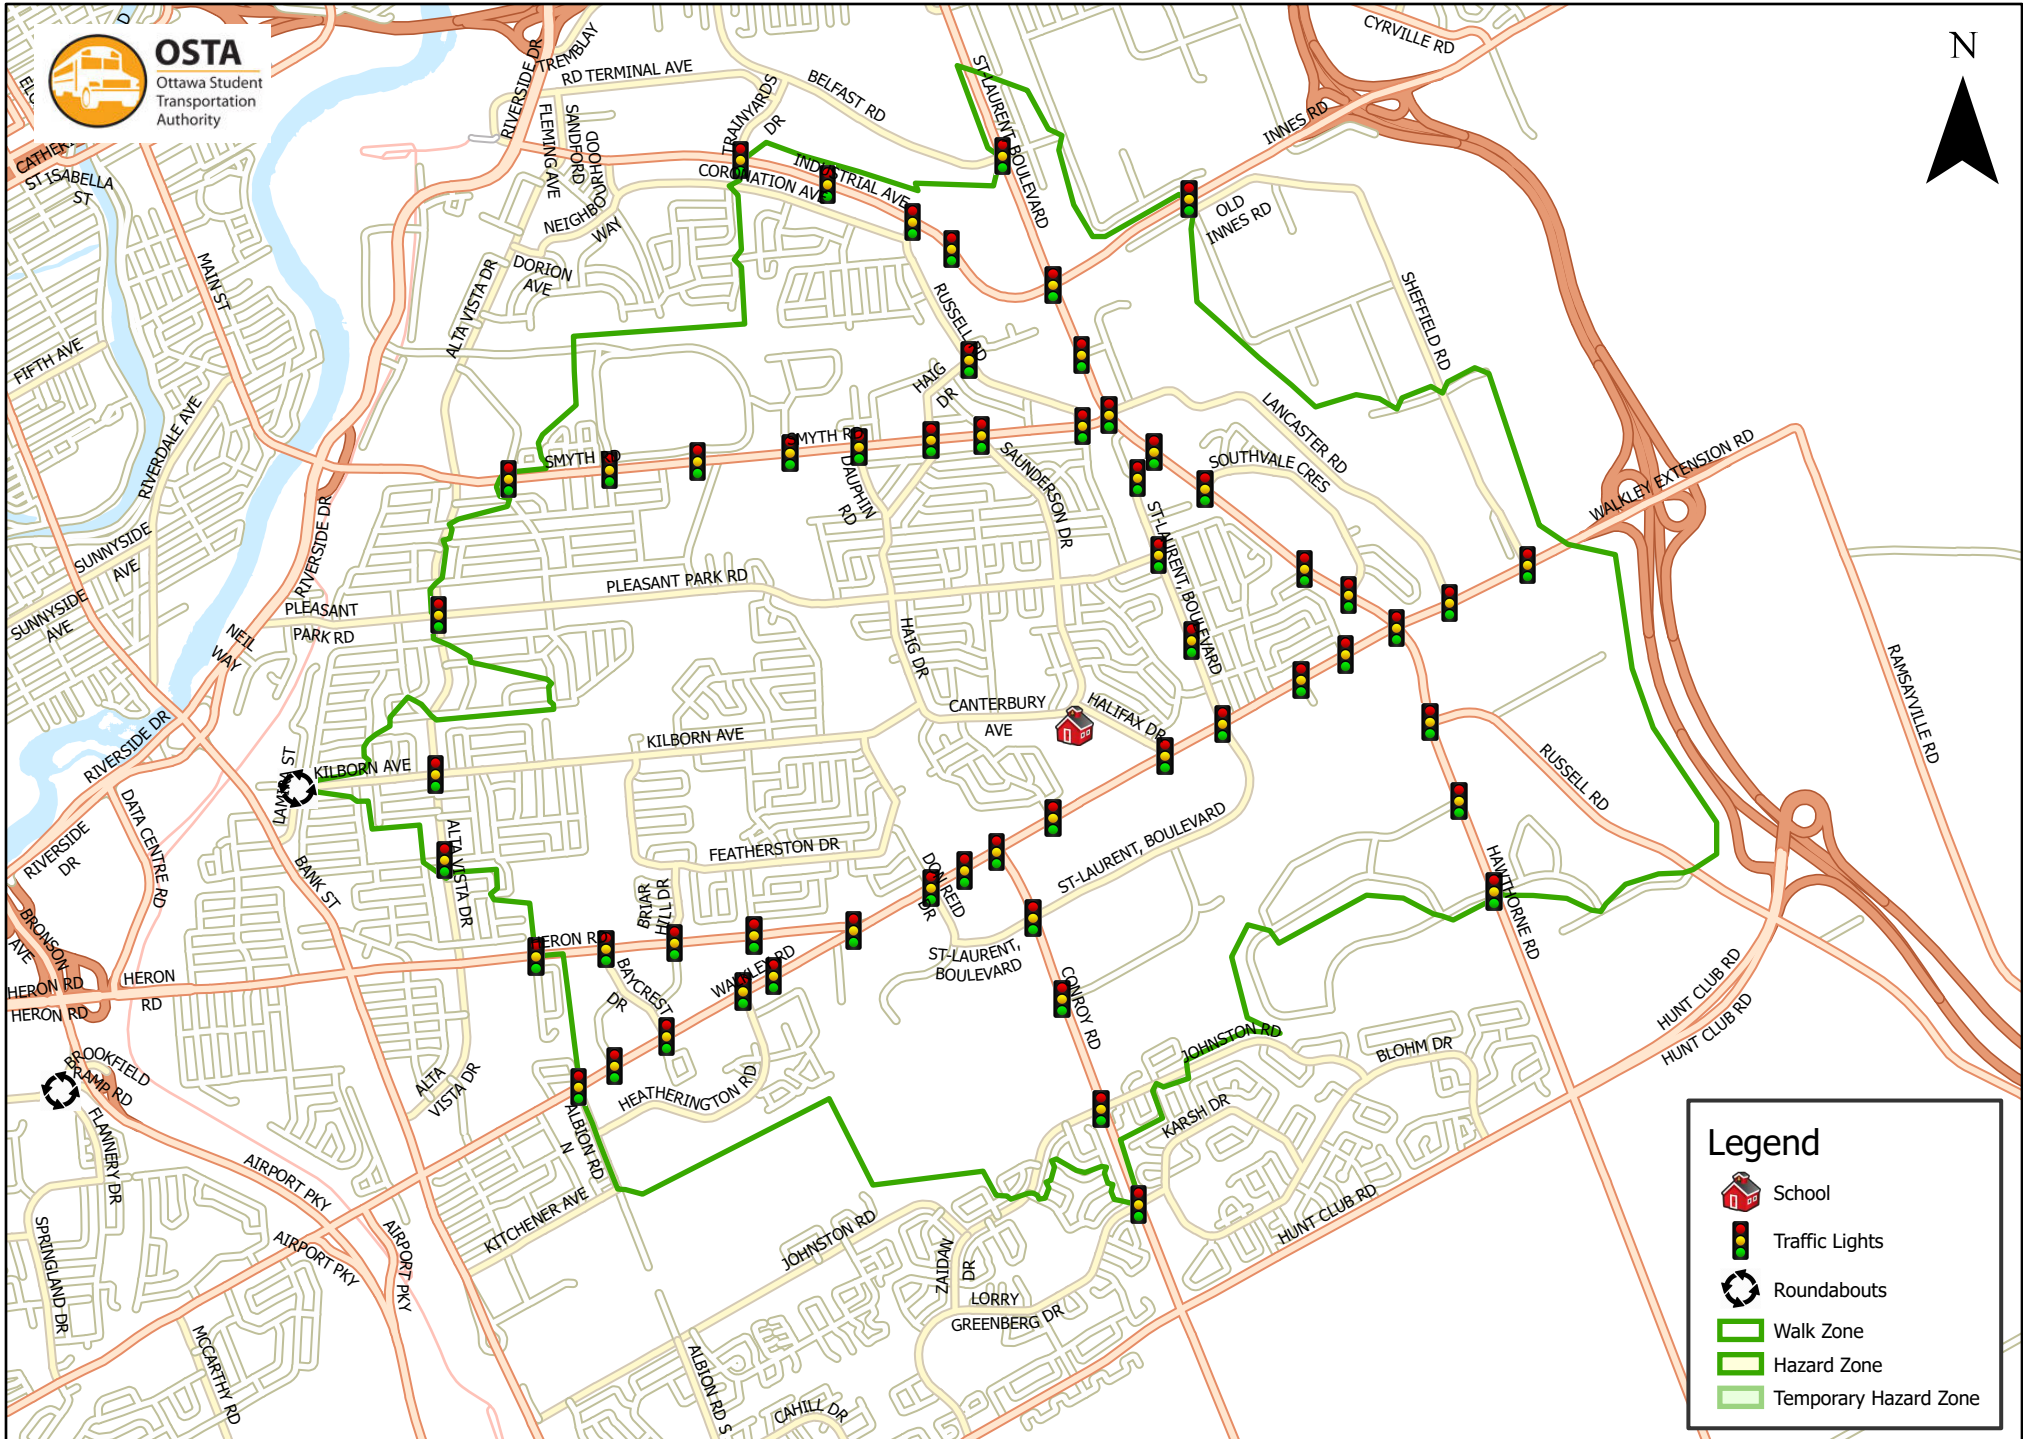 OSTA
Ottawa Student
Transportation
Authority
N
CYRVILLE RD
RIVERSIDE DR
TREMBLAY
RD TERMINAL AVE
BELFAST RD
ST-LAURENT, BOULEVARD
TRAINYARDS
DR
FLEMING AVE
SANDFORD
INNES RD
ST ISABELLA
ST
CORONATION AVE
INDUSTRIAL AVE
OLD
INNES RD
NEIGHBOURHOOD
WAY
DORION
AVE
MAIN ST
ALTA VISTA DR
RUSSELL RD
SHEFFIELD RD
FIFTH AVE
HAIG
DR
RIVERDALE AVE
LANCASTER RD
SMYTH RD
SMYTH RD
SAUNDERSON DR
SOUTHVALE CRES
WALKLEY EXTENSION RD
DAUPHIN
RD
ST-LAURENT, BOULEVARD
RIVERSIDE DR
SUNNYSIDE
AVE
SUNNYSIDE
AVE
PLEASANT
PARK RD
PLEASANT PARK RD
NEIL
WAY
HAIG DR
RAMSAYVILLE RD
CANTERBURY
AVE
HALIFAX DR
RIVERSIDE DR
KILBORN AVE
KILBORN AVE
RUSSELL RD
DATA CENTRE RD
RIVERSIDE
DR
BANK ST
ALTA VISTA DR
FEATHERSTON DR
ST-LAURENT, BOULEVARD
DON REID
DR
BRIAR
HILL DR
HAWTHORNE RD
BRONSON
AVE
HERON RD
HERON
RD
HERON RD
HERON RD
ST-LAURENT,
BOULEVARD
WALKLEY RD
BAYCREST
DR
CONROY RD
HUNT CLUB RD
HUNT CLUB RD
JOHNSTON RD
BLOHM DR
BROOKFIELD
RAMP RD
ALTA
VISTA DR
HEATHERINGTON RD
KARSH DR
FLANNERY DR
ALBION RD
N
AIRPORT PKY
AIRPORT PKY
AIRPORT PKY
KITCHENER AVE
JOHNSTON RD
HUNT CLUB RD
SPRINGLAND DR
ZAIDAN
DR
LORRY
GREENBERG DR
MCCARTHY RD
ALBION RD S
CAHILL DR
Legend
School
Traffic Lights
Roundabouts
Walk Zone
Hazard Zone
Temporary Hazard Zone